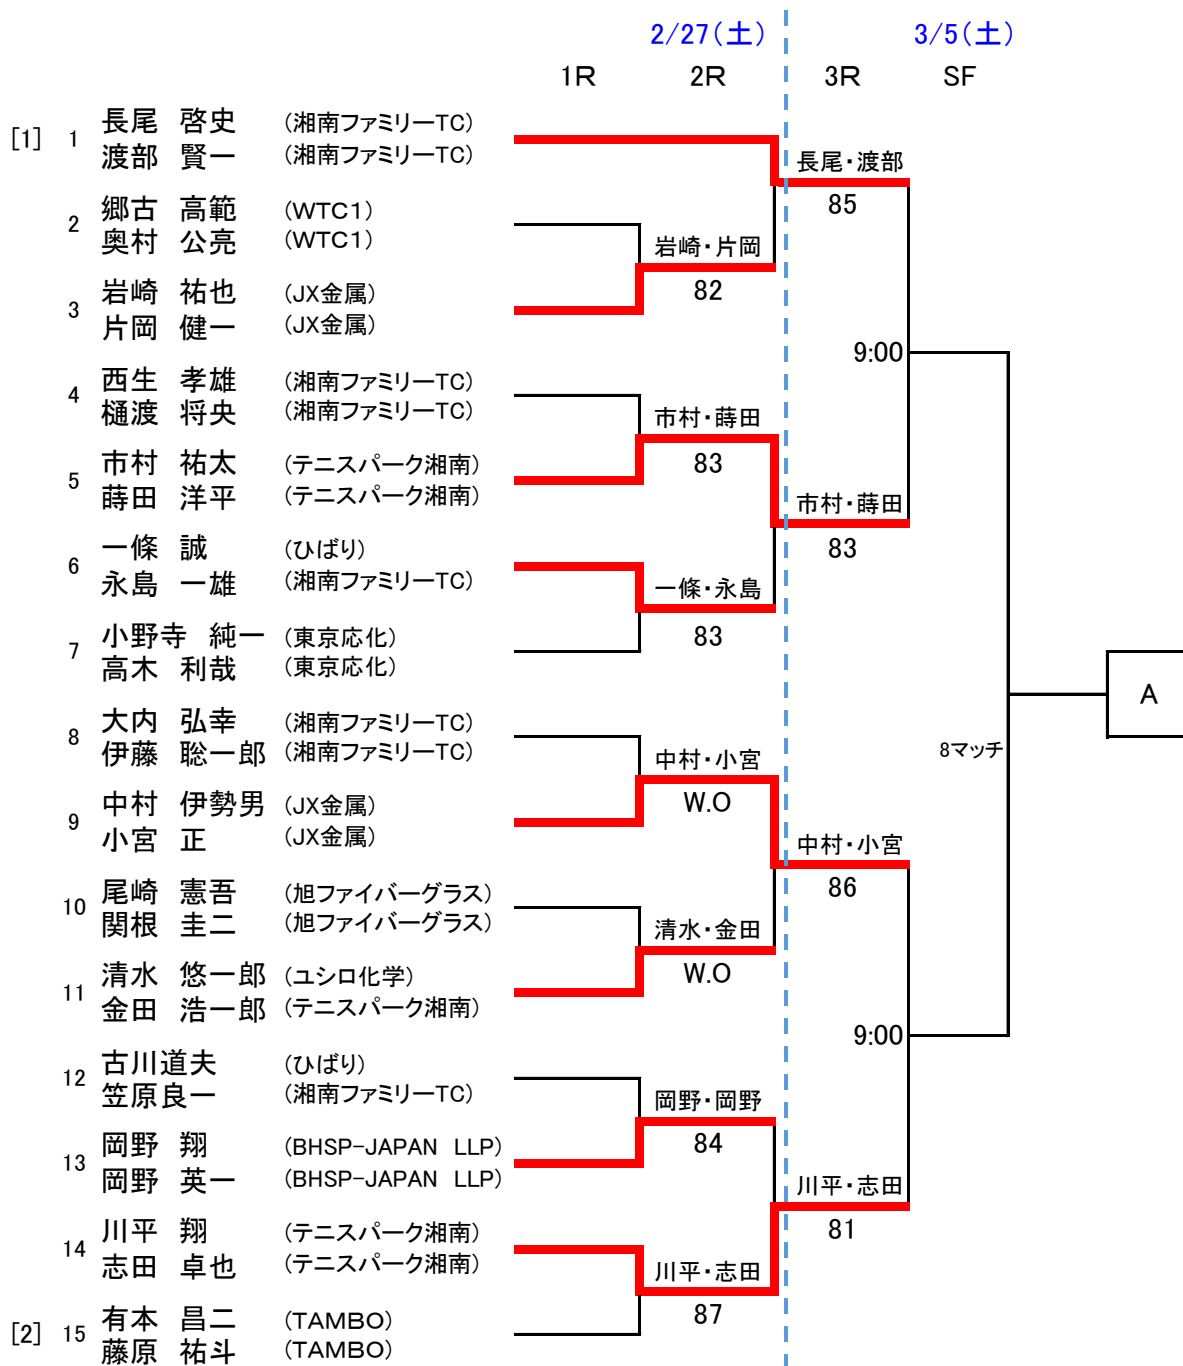 2/27(土) 3/5(土)
1R 2R 3R SF
[1] 1 長尾 啓史 (湘南ファミリーTC)
渡部 賢一 (湘南ファミリーTC)
長尾・渡部
85
2 郷古 高範 (WTC1)
奥村 公亮 (WTC1)
岩崎・片岡
82
3 岩崎 祐也 (JX金属)
片岡 健一 (JX金属)
9:00
4 西生 孝雄 (湘南ファミリーTC)
樋渡 将央 (湘南ファミリーTC)
市村・蒔田
83
5 市村 祐太 (テニスパーク湘南)
蒔田 洋平 (テニスパーク湘南)
市村・蒔田
83
6 一條 誠 (ひばり)
永島 一雄 (湘南ファミリーTC)
一條・永島
83
7 小野寺 純一 (東京応化)
高木 利哉 (東京応化)
A
8 大内 弘幸 (湘南ファミリーTC)
伊藤 聡一郎 (湘南ファミリーTC)
8マッチ
中村・小宮
W.O
9 中村 伊勢男 (JX金属)
小宮 正 (JX金属)
中村・小宮
86
10 尾崎 憲吾 (旭ファイバーグラス)
関根 圭二 (旭ファイバーグラス)
清水・金田
W.O
11 清水 悠一郎 (ユシロ化学)
金田 浩一郎 (テニスパーク湘南)
9:00
12 古川道夫 (ひばり)
笠原良一 (湘南ファミリーTC)
岡野・岡野
84
13 岡野 翔 (BHSP-JAPAN LLP)
岡野 英一 (BHSP-JAPAN LLP)
川平・志田
81
14 川平 翔 (テニスパーク湘南)
志田 卓也 (テニスパーク湘南)
川平・志田
87
[2] 15 有本 昌二 (TAMBO)
藤原 祐斗 (TAMBO)